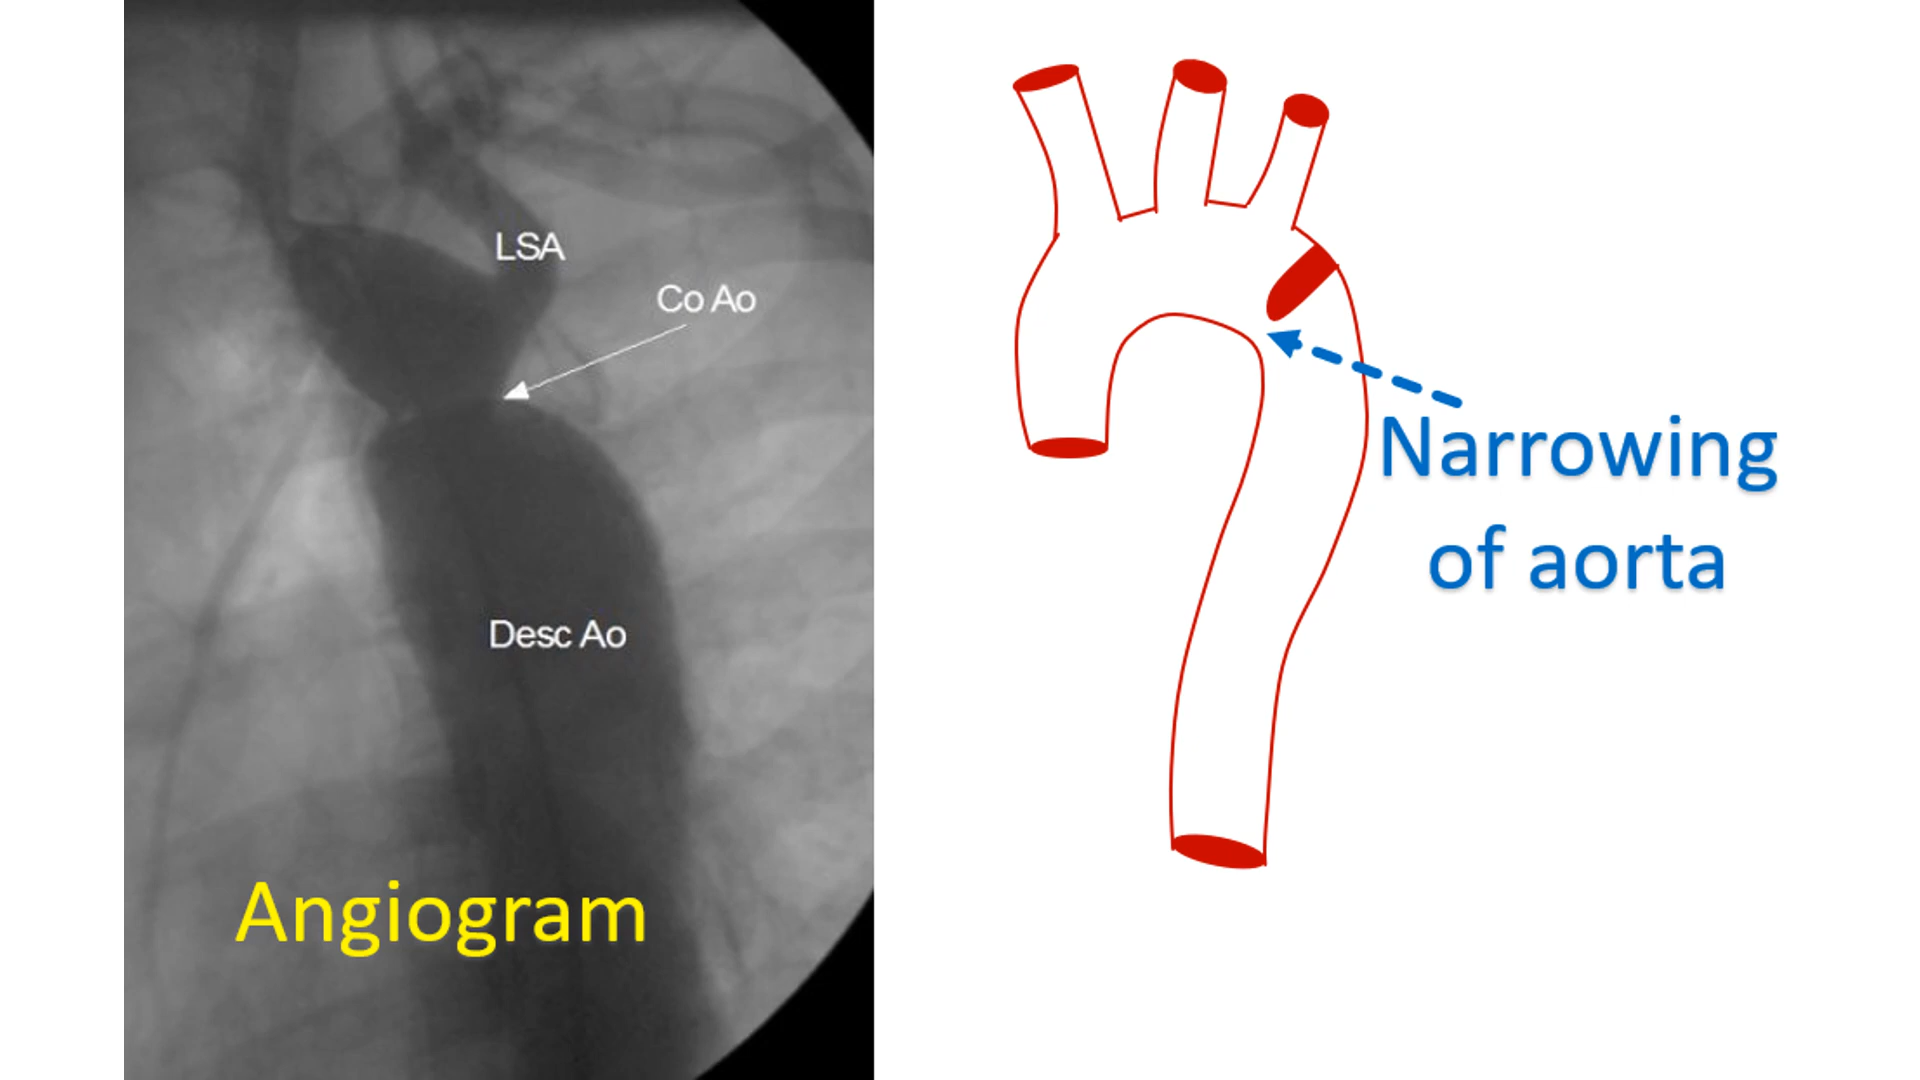 LSA
Co Ao
Desc Ao
Angiogram
Narrowing
of aorta